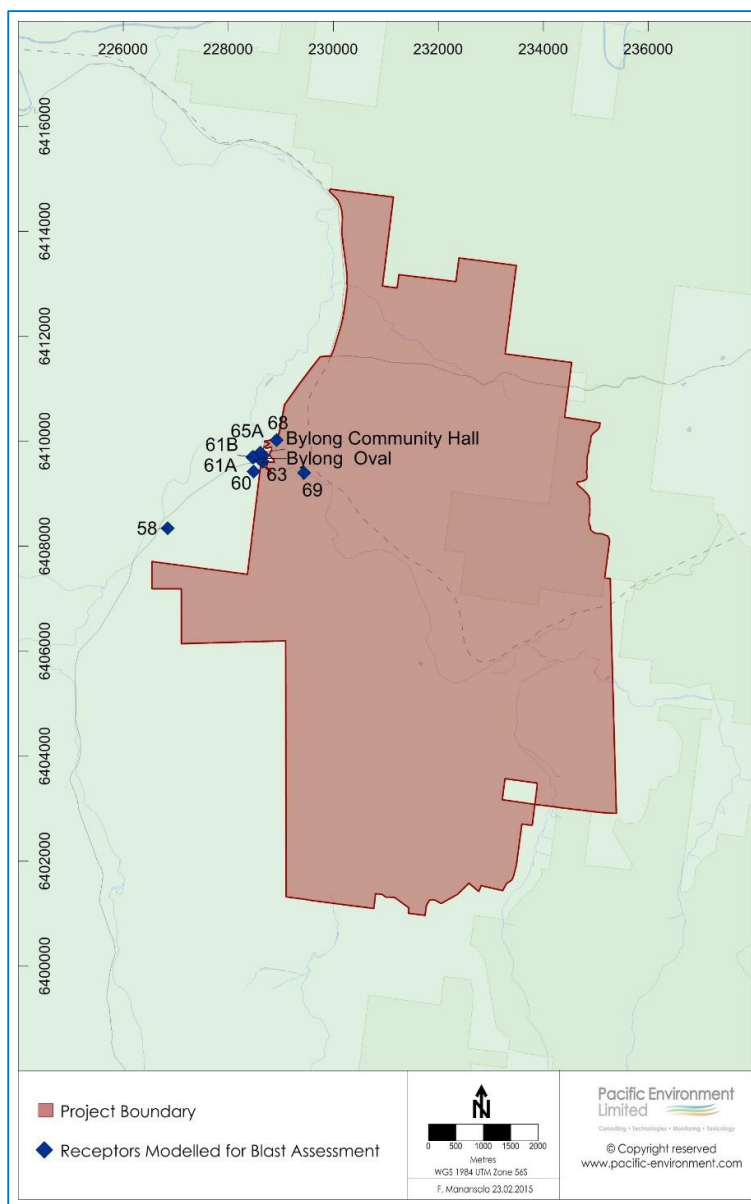 226000 228000 230000 232000 234000 236000
6416000
6414000
6412000
6410000
6408000
6406000
6404000
6402000
6400000
68
65A
Bylong Community Hall
61B
Bylong Oval
61A
63
60
69
58
Project Boundary
Receptors Modelled for Blast Assessment
N
0 500 1000 1500 2000
Metres
WGS 1984 UTM Zone 56S
F. Manansala 23.02.2015
Pacific Environment
Limited
Consulting • Technologies • Monitoring • Toxicology
© Copyright reserved
www.pacific-environment.com